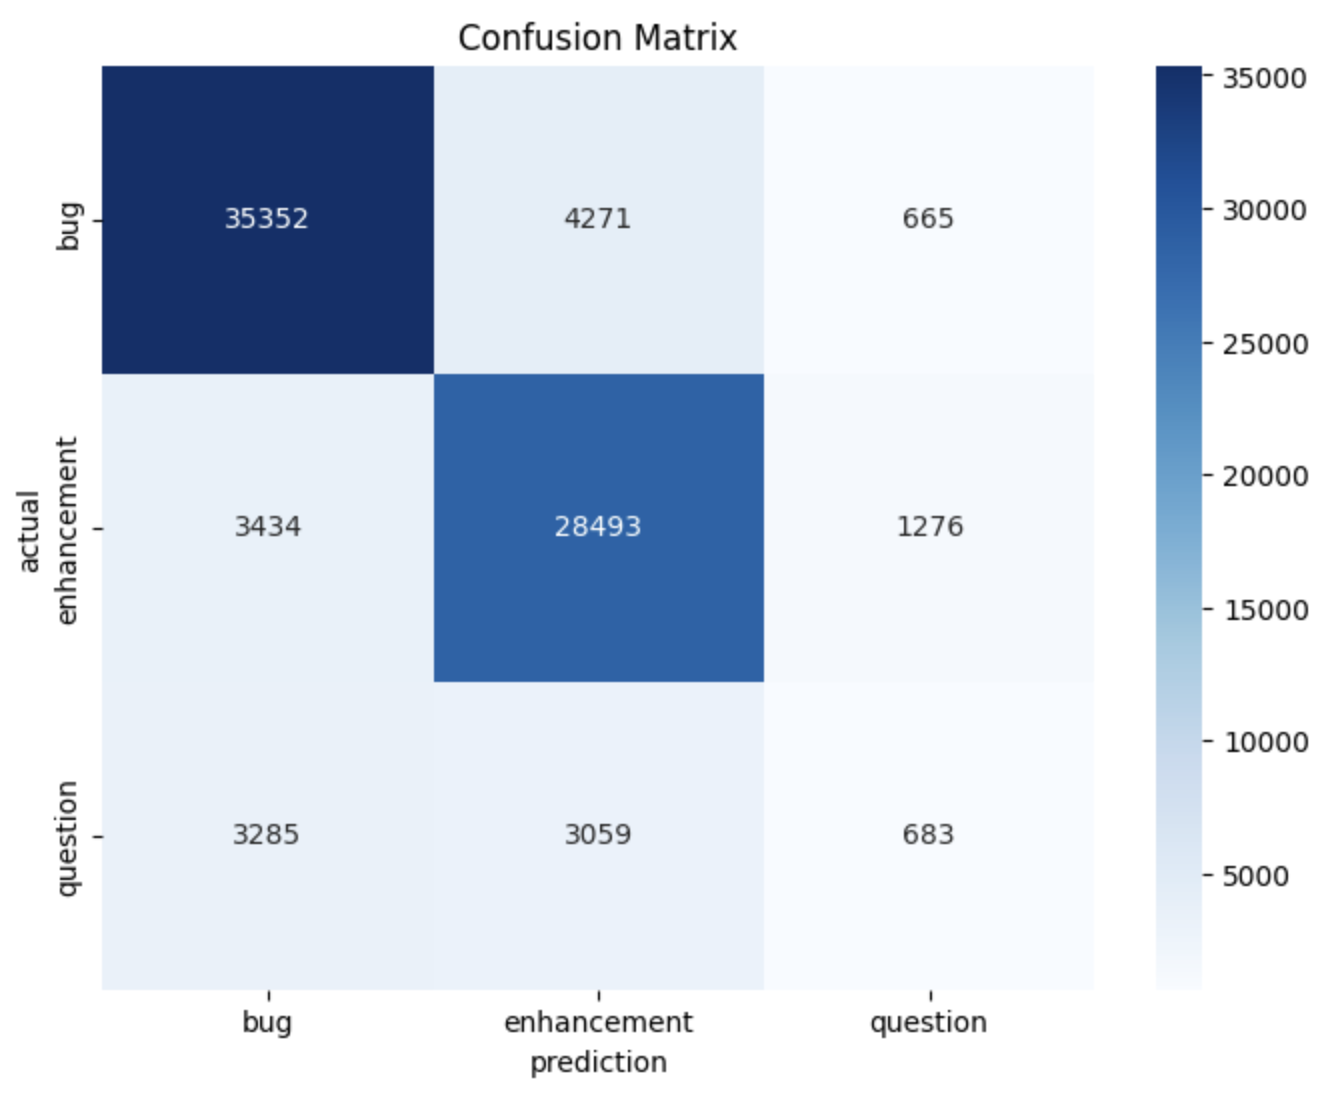 Confusion Matrix
bug
35352
4271
665
enhancement
3434
28493
1276
question
3285
3059
683
actual
bug
enhancement
question
prediction
35000
30000
25000
20000
15000
10000
5000